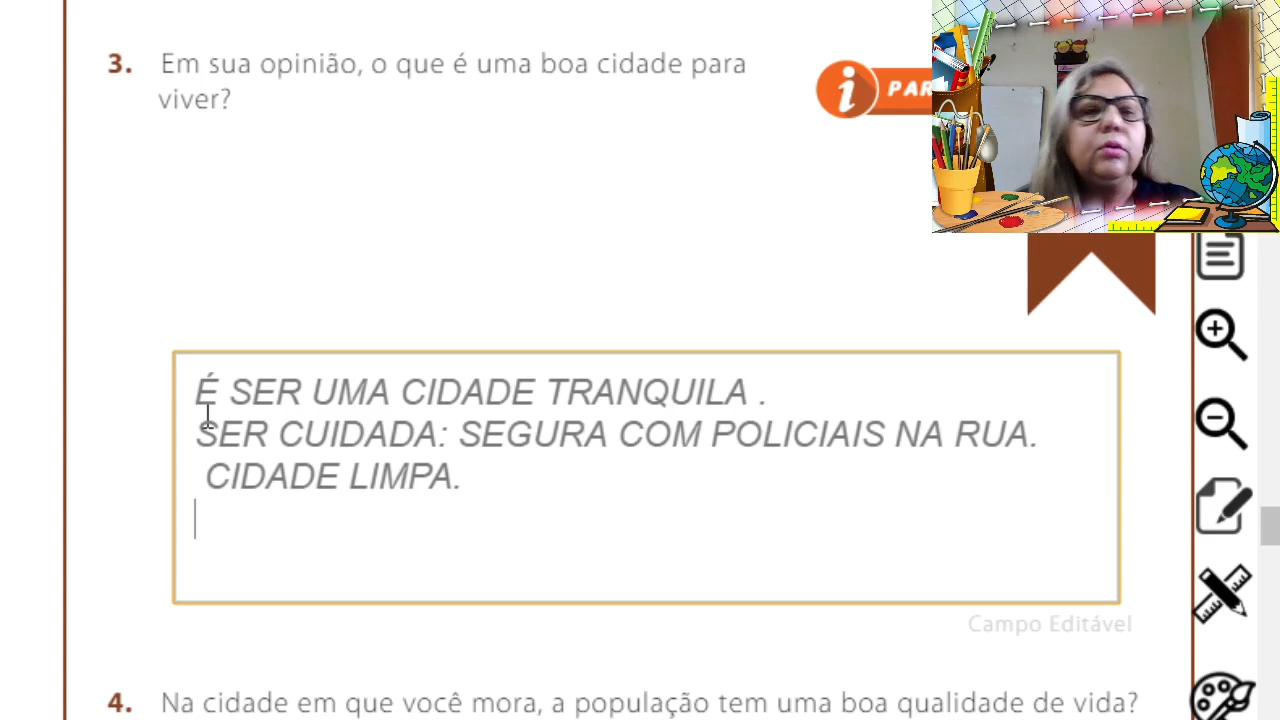 3. Em sua opinião, o que é uma boa cidade para
viver?
É SER UMA CIDADE TRANQUILA .
SER CUIDADA: SEGURA COM POLICIAIS NA RUA.
CIDADE LIMPA.
Campo Editável
4. Na cidade em que você mora, a população tem uma boa qualidade de vida?